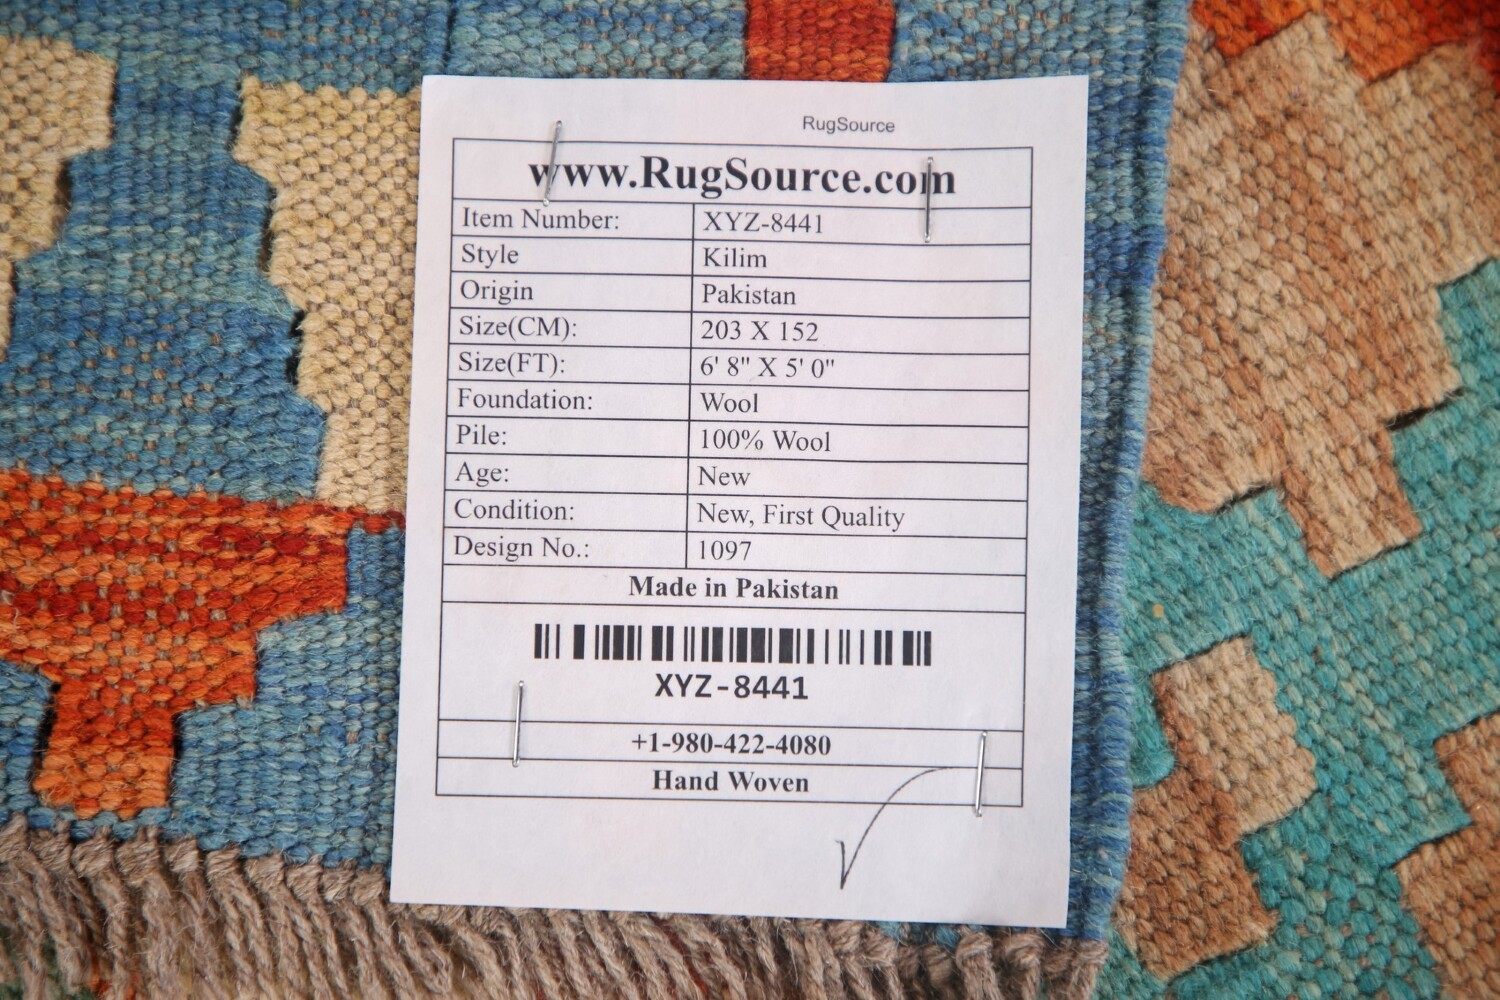 RugSource
www.RugSource.com
Item Number: XYZ-8441
Style Kilim
Origin Pakistan
Size(CM): 203 X 152
Size(FT): 6' 8" X 5' 0"
Foundation: Wool
Pile: 100% Wool
Age: New
Condition: New, First Quality
Design No.: 1097
Made in Pakistan
XYZ-8441
+1-980-422-4080
Hand Woven